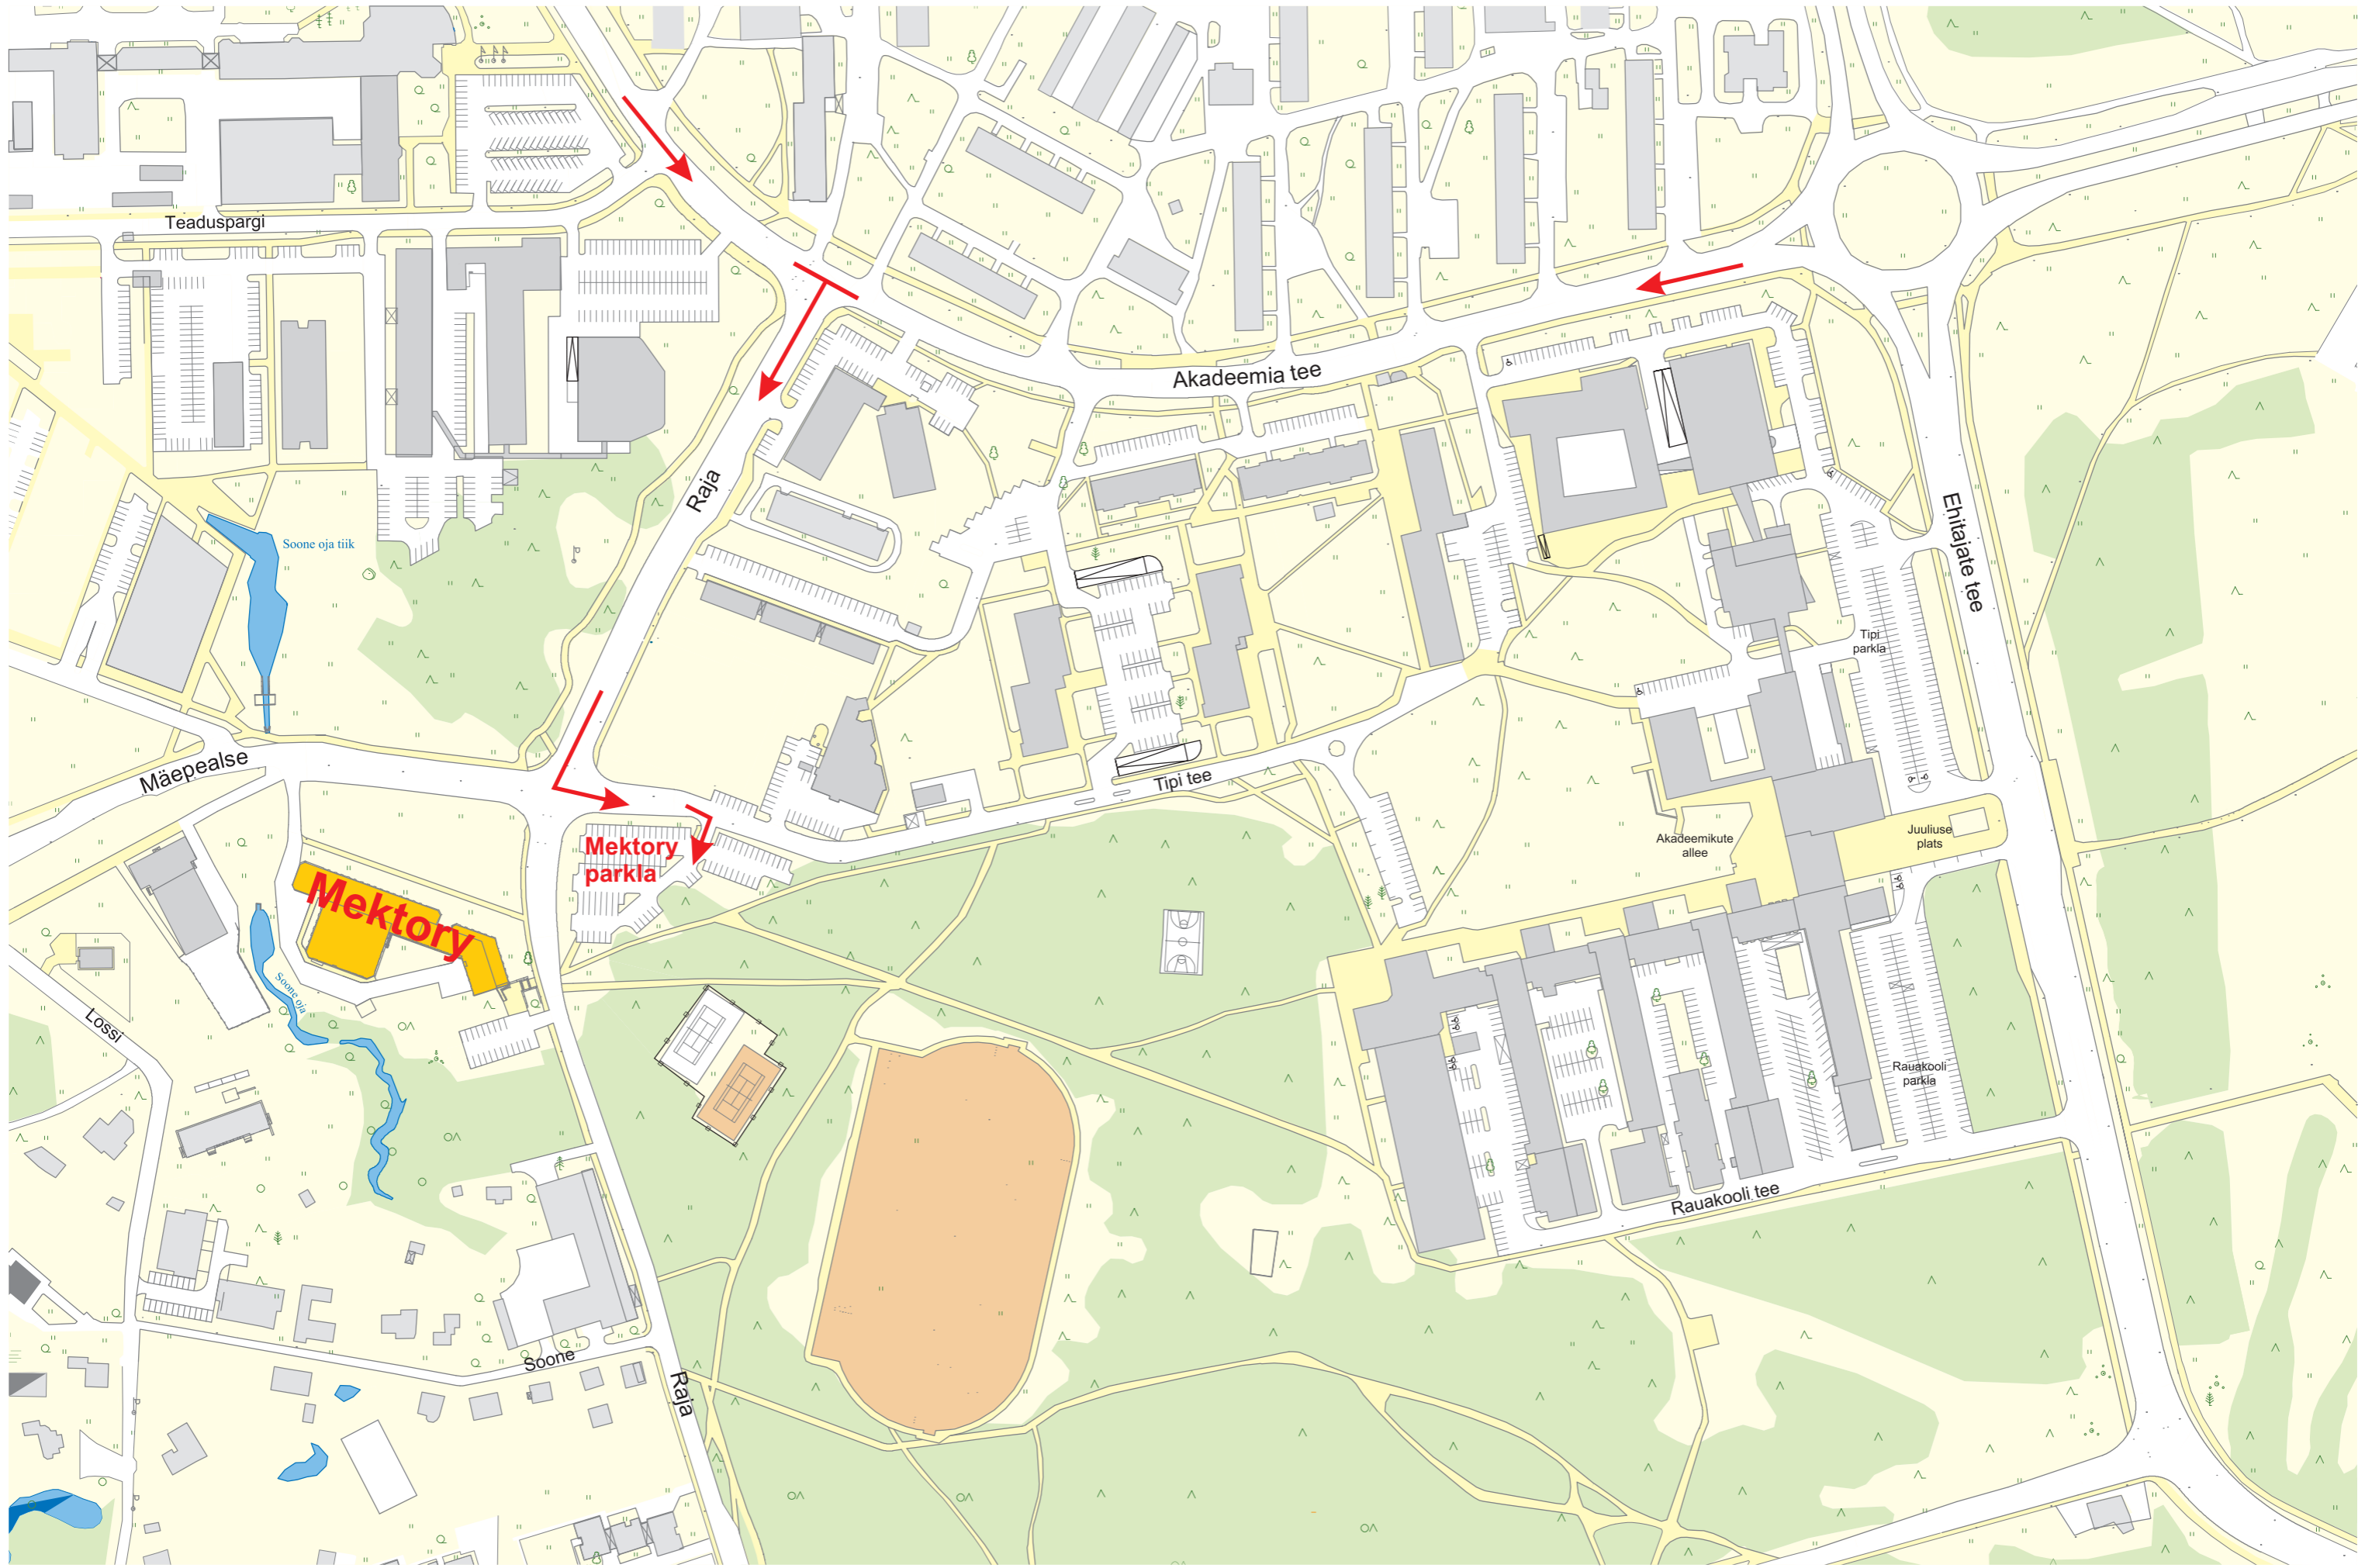 Teaduspargi
Akadeemia tee
Raja
Ehitajate tee
Soone oja tiik
Tipi
parkla
Mäepealse
Tipi tee
Mektory
parkla
Akadeemikute
allee
Juuliuse
plats
Mektory
Soone oja
Lossi
Rauakooli
parkla
Rauakooli tee
Soone
Raja